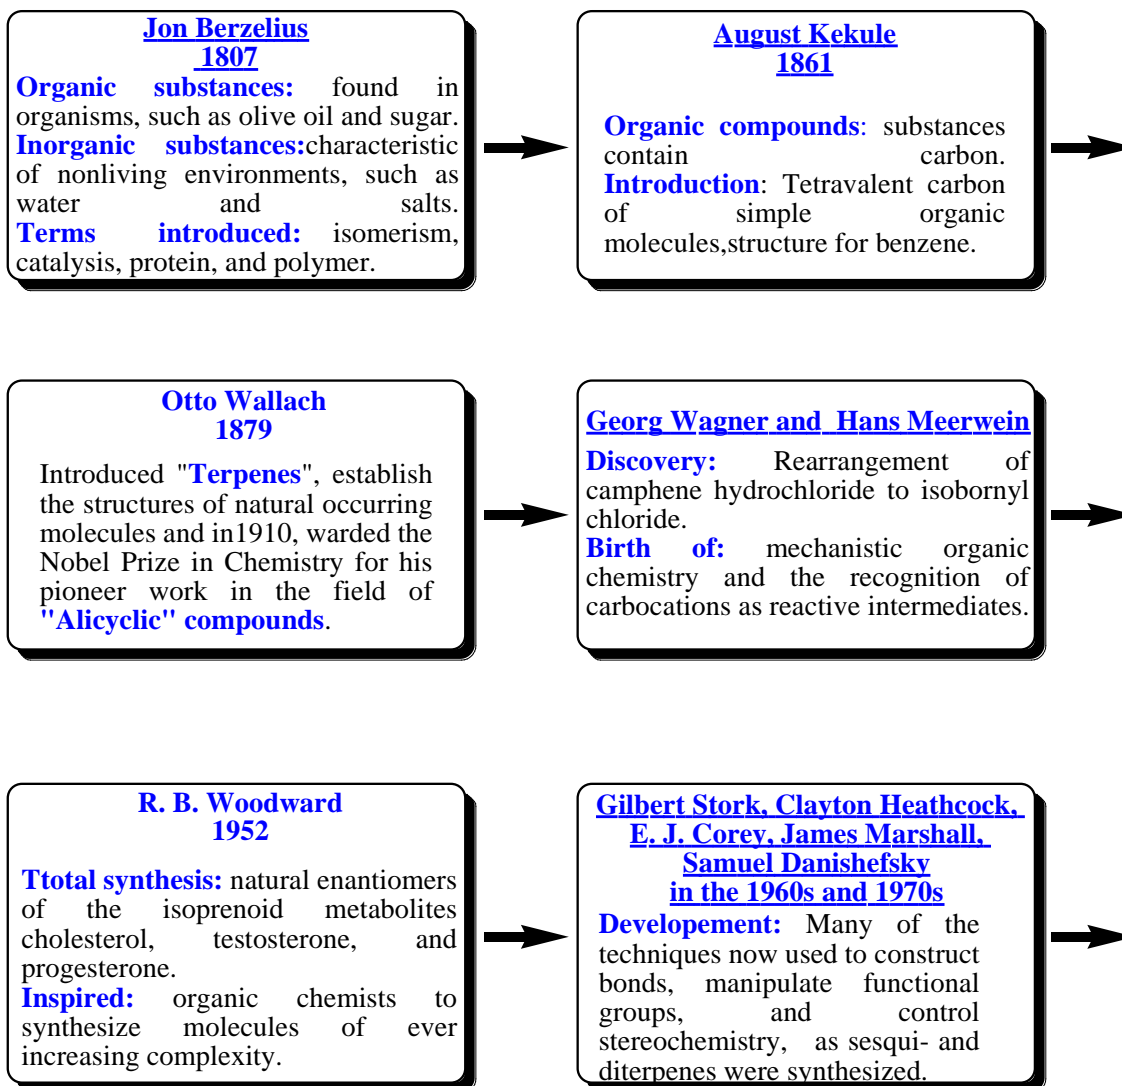 Jon Berzelius
1807
Organic substances: found in
organisms, such as olive oil and sugar.
Inorganic substances:characteristic
of nonliving environments, such as
water and salts.
Terms introduced: isomerism,
catalysis, protein, and polymer.
August Kekule
1861
Organic compounds: substances
contain carbon.
Introduction: Tetravalent carbon
of simple organic
molecules,structure for benzene.
Otto Wallach
1879
Introduced "Terpenes", establish
the structures of natural occurring
molecules and in1910, warded the
Nobel Prize in Chemistry for his
pioneer work in the field of
"Alicyclic" compounds.
Georg Wagner and Hans Meerwein
Discovery: Rearrangement of
camphene hydrochloride to isobornyl
chloride.
Birth of: mechanistic organic
chemistry and the recognition of
carbocations as reactive intermediates.
R. B. Woodward
1952
Ttotal synthesis: natural enantiomers
of the isoprenoid metabolites
cholesterol, testosterone, and
progesterone.
Inspired: organic chemists to
synthesize molecules of ever
increasing complexity.
Gilbert Stork, Clayton Heathcock,
E. J. Corey, James Marshall,
Samuel Danishefsky
in the 1960s and 1970s
Developement: Many of the
techniques now used to construct
bonds, manipulate functional
groups, and control
stereochemistry, as sesqui- and
diterpenes were synthesized.